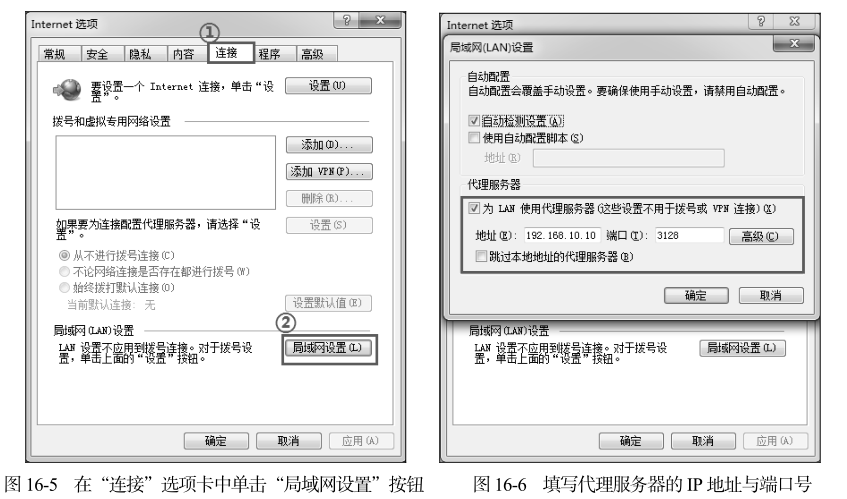 Internet 选项
①
常规 安全 隐私 内容 连接 程序 高级
要设置一个 Internet 连接，单击“设置”。
设置(U)
拨号和虚拟专用网络设置
添加(D)...
添加 VPN(P)...
删除(R)...
如果要为连接配置代理服务器，请选择“设置”。
设置(S)
从不进行拨号连接(C)
不论网络连接是否存在都进行拨号(W)
始终拨打默认连接(O)
当前默认连接: 无
设置默认值(E)
②
局域网(LAN)设置
LAN 设置不应用到拨号连接。对于拨号设置，单击上面的“设置”按钮。
局域网设置(L)
确定 取消 应用(A)
图 16-5 在“连接”选项卡中单击“局域网设置”按钮
Internet 选项
局域网(LAN)设置
自动配置
自动配置会覆盖手动设置。要确保使用手动设置，请禁用自动配置。
自动检测设置(A)
使用自动配置脚本(S)
地址(R)
代理服务器
为 LAN 使用代理服务器(这些设置不用于拨号或 VPN 连接)(X)
地址(E): 192.168.10.10 端口(T): 3128 高级(C)
跳过本地地址的代理服务器(B)
确定 取消
局域网(LAN)设置
LAN 设置不应用到拨号连接。对于拨号设置，单击上面的“设置”按钮。
局域网设置(L)
确定 取消 应用(A)
图 16-6 填写代理服务器的 IP 地址与端口号